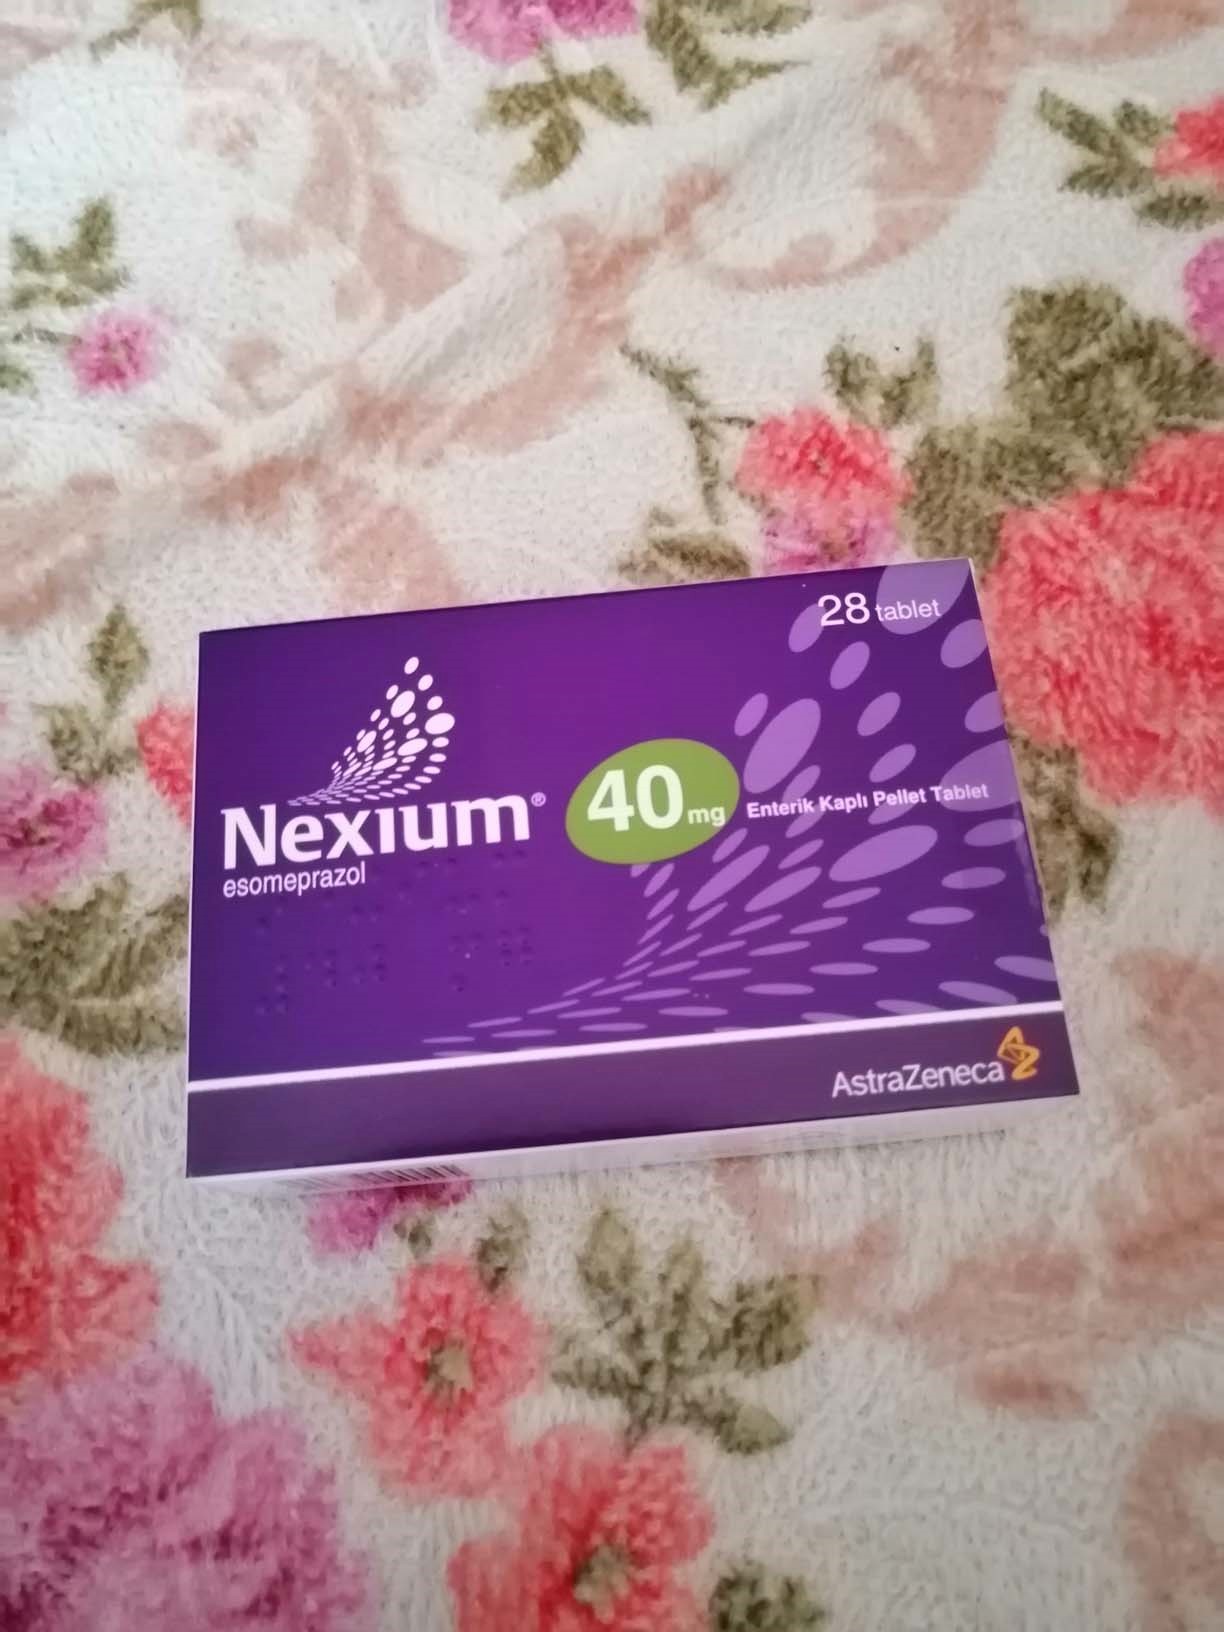 28 tablet
Nexium®
esomeprazol
40 mg
Enterik Kaplı Pellet Tablet
AstraZeneca